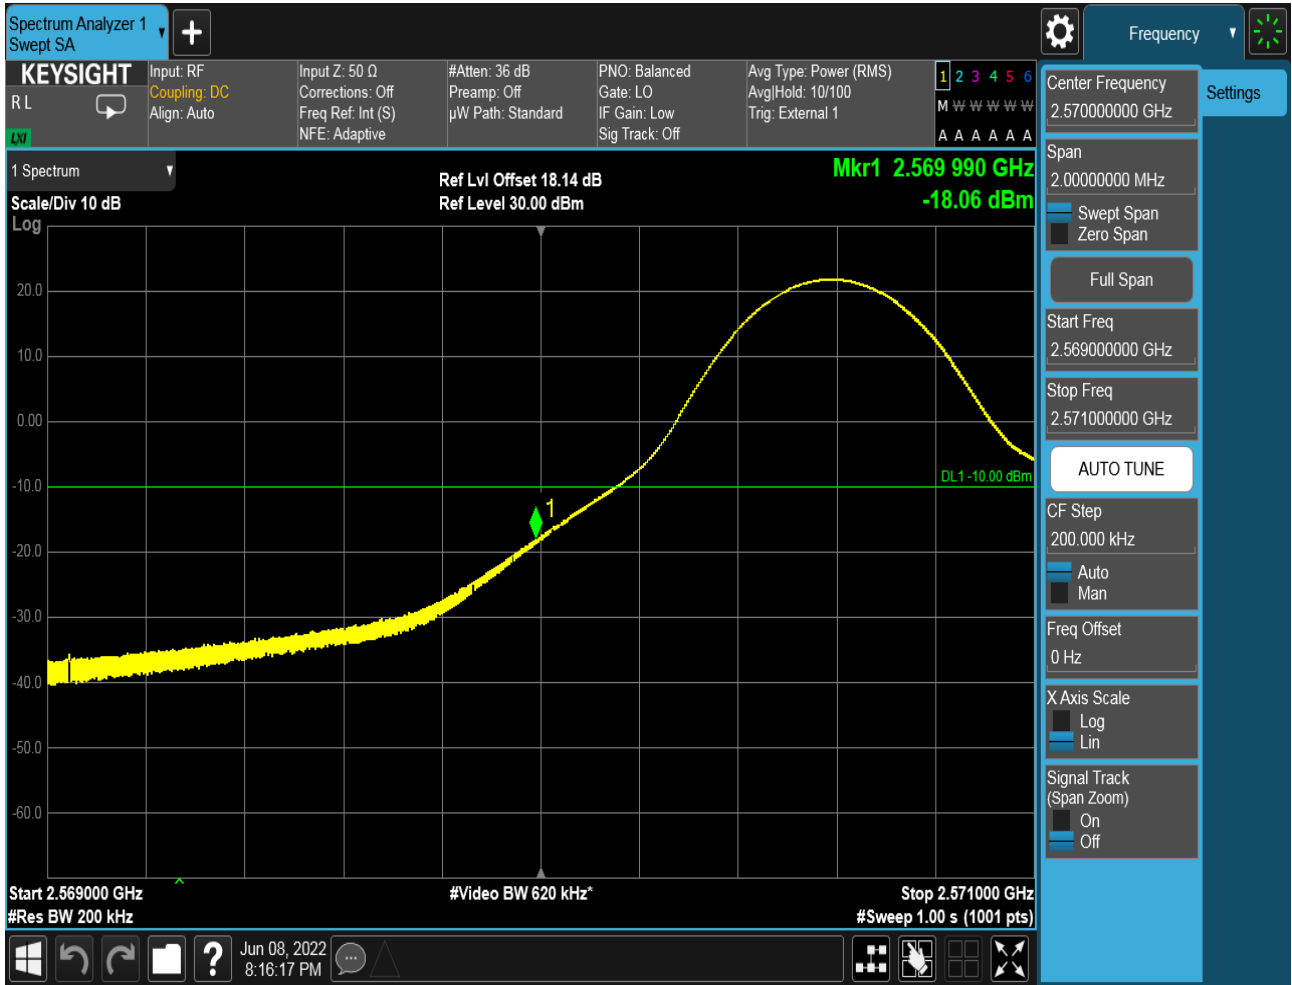 Spectrum Analyzer 1
Swept SA
Frequency
KEYSIGHT
R L
LXI
Input: RF
Coupling: DC
Align: Auto
Input Z: 50 Ω
Corrections: Off
Freq Ref: Int (S)
NFE: Adaptive
#Atten: 36 dB
Preamp: Off
µW Path: Standard
PNO: Balanced
Gate: LO
IF Gain: Low
Sig Track: Off
Avg Type: Power (RMS)
Avg|Hold: 10/100
Trig: External 1
1 2 3 4 5 6
M W W W W W
A A A A A A
1 Spectrum
Scale/Div 10 dB
Log
Ref Lvl Offset 18.14 dB
Ref Level 30.00 dBm
Mkr1 2.569 990 GHz
-18.06 dBm
20.0
10.0
0.00
-10.0
-20.0
-30.0
-40.0
-50.0
-60.0
DL1 -10.00 dBm
1
Start 2.569000 GHz
#Res BW 200 kHz
#Video BW 620 kHz*
Stop 2.571000 GHz
#Sweep 1.00 s (1001 pts)
?
Jun 08, 2022
8:16:17 PM
Center Frequency
2.570000000 GHz
Span
2.00000000 MHz
Swept Span
Zero Span
Full Span
Start Freq
2.569000000 GHz
Stop Freq
2.571000000 GHz
AUTO TUNE
CF Step
200.000 kHz
Auto
Man
Freq Offset
0 Hz
X Axis Scale
Log
Lin
Signal Track
(Span Zoom)
On
Off
Settings